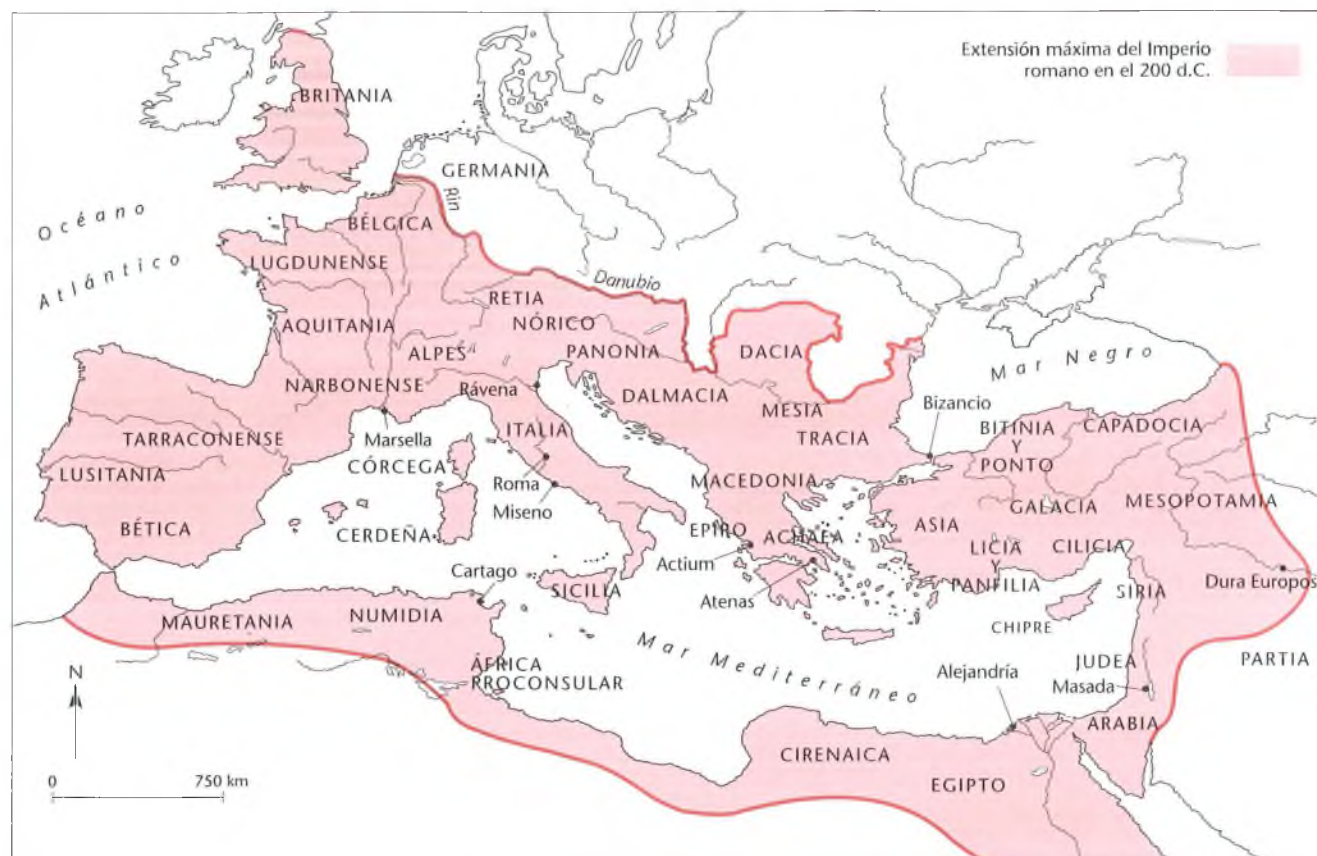 Extensión máxima del Imperio
romano en el 200 d.C.
BRITANIA
GERMANIA
Rin
Océano
Atlántico
BÉLGICA
LUGDUNENSE
Danubio
RETIA
NÓRICO
AQUITANIA
ALPES
PANONIA
DACIA
Mar Negro
NARBONENSE
Rávena
DALMACIA
MESIA
Bizancio
TARRACONENSE
Marsella
ITALIA
TRACIA
BITINIA
Y
PONTO
CAPADOCIA
LUSITANIA
CÓRCEGA
Roma
Miseno
MACEDONIA
GALACIA
MESOPOTAMIA
BÉTICA
CERDEÑA
EPIRO
ACHAEA
ASIA
Actium
LICIA
Y
PANFILIA
CILICIA
Cartago
SICILIA
Atenas
SIRIA
Dura Europos
MAURETANIA
NUMIDIA
CHIPRE
Mar Mediterráneo
N
ÁFRICA
PROCONSULAR
Alejandría
JUDEA
Masada
PARTIA
ARABIA
CIRENAICA
EGIPTO
0 750 km